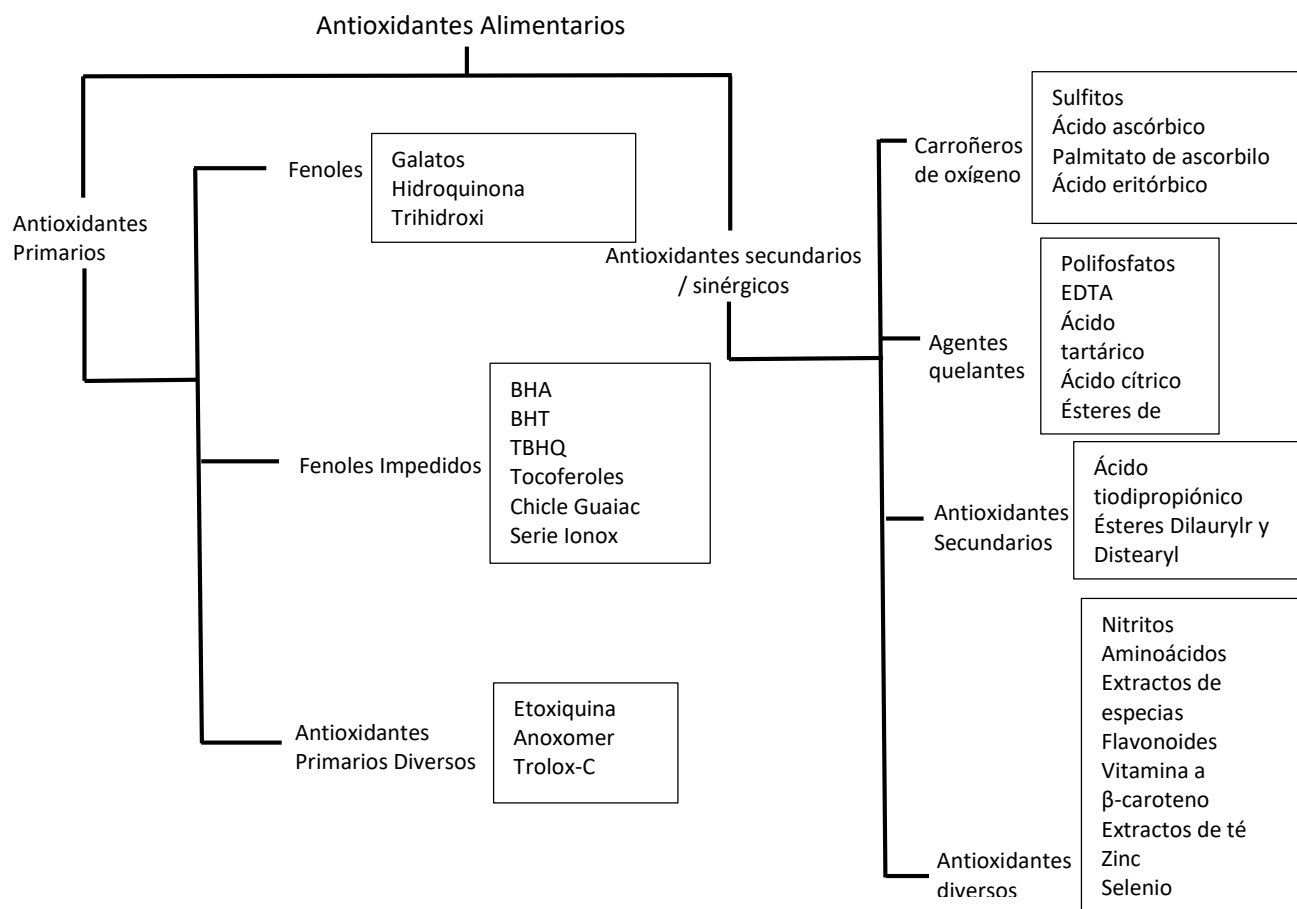 Antioxidantes Alimentarios
Antioxidantes
Primarios
Fenoles
Galatos
Hidroquinona
Trihidroxi
Fenoles Impedidos
BHA
BHT
TBHQ
Tocoferoles
Chicle Guaiac
Serie Ionox
Antioxidantes
Primarios Diversos
Etoxiquina
Anoxomer
Trolox-C
Antioxidantes secundarios
/ sinérgicos
Carroñeros
de oxígeno
Sulfitos
Ácido ascórbico
Palmitato de ascorbilo
Ácido eritórbico
Agentes
quelantes
Polifosfatos
EDTA
Ácido
tartárico
Ácido cítrico
Ésteres de
Antioxidantes
Secundarios
Ácido
tiodipropiónico
Ésteres Dilaurylr y
Distearyl
Antioxidantes
diversos
Nitritos
Aminoácidos
Extractos de
especias
Flavonoides
Vitamina a
β-caroteno
Extractos de té
Zinc
Selenio